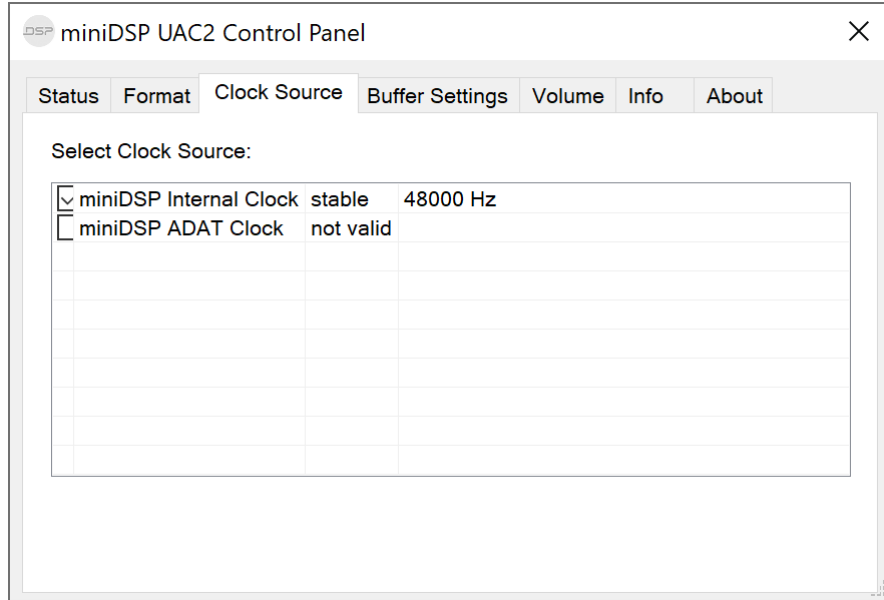 DSP miniDSP UAC2 Control Panel
Status Format Clock Source Buffer Settings Volume Info About
Select Clock Source:
miniDSP Internal Clock stable 48000 Hz
miniDSP ADAT Clock not valid